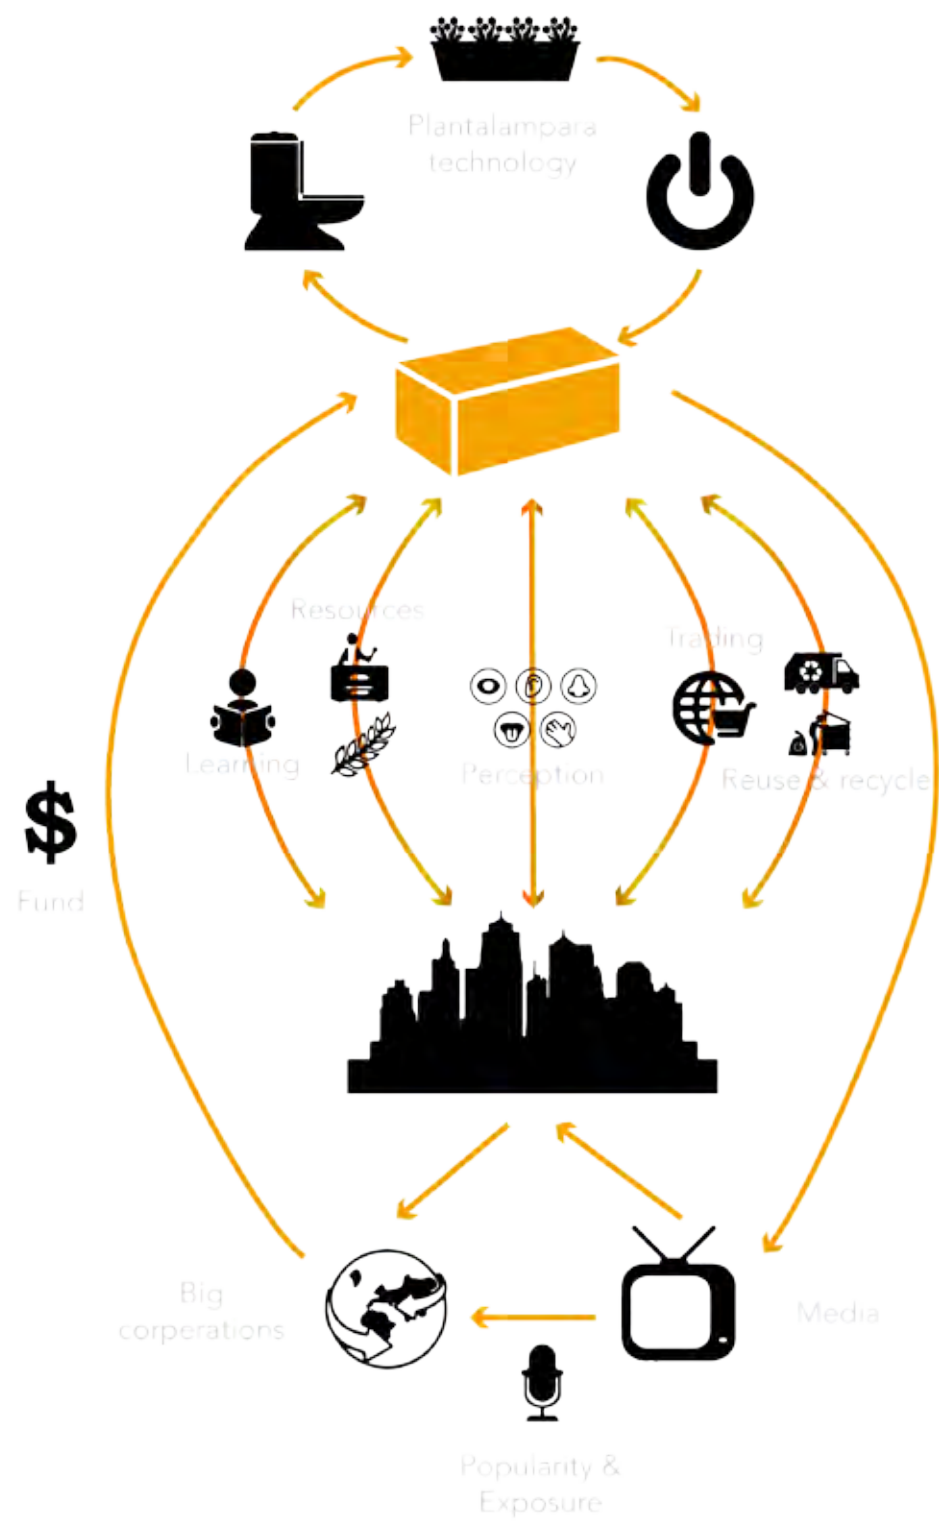 Plantalampara
technology
Resources
Trading
Learning
Perception
Reuse & recycle
$
Fund
Big
corperations
Media
Popularity &
Exposure